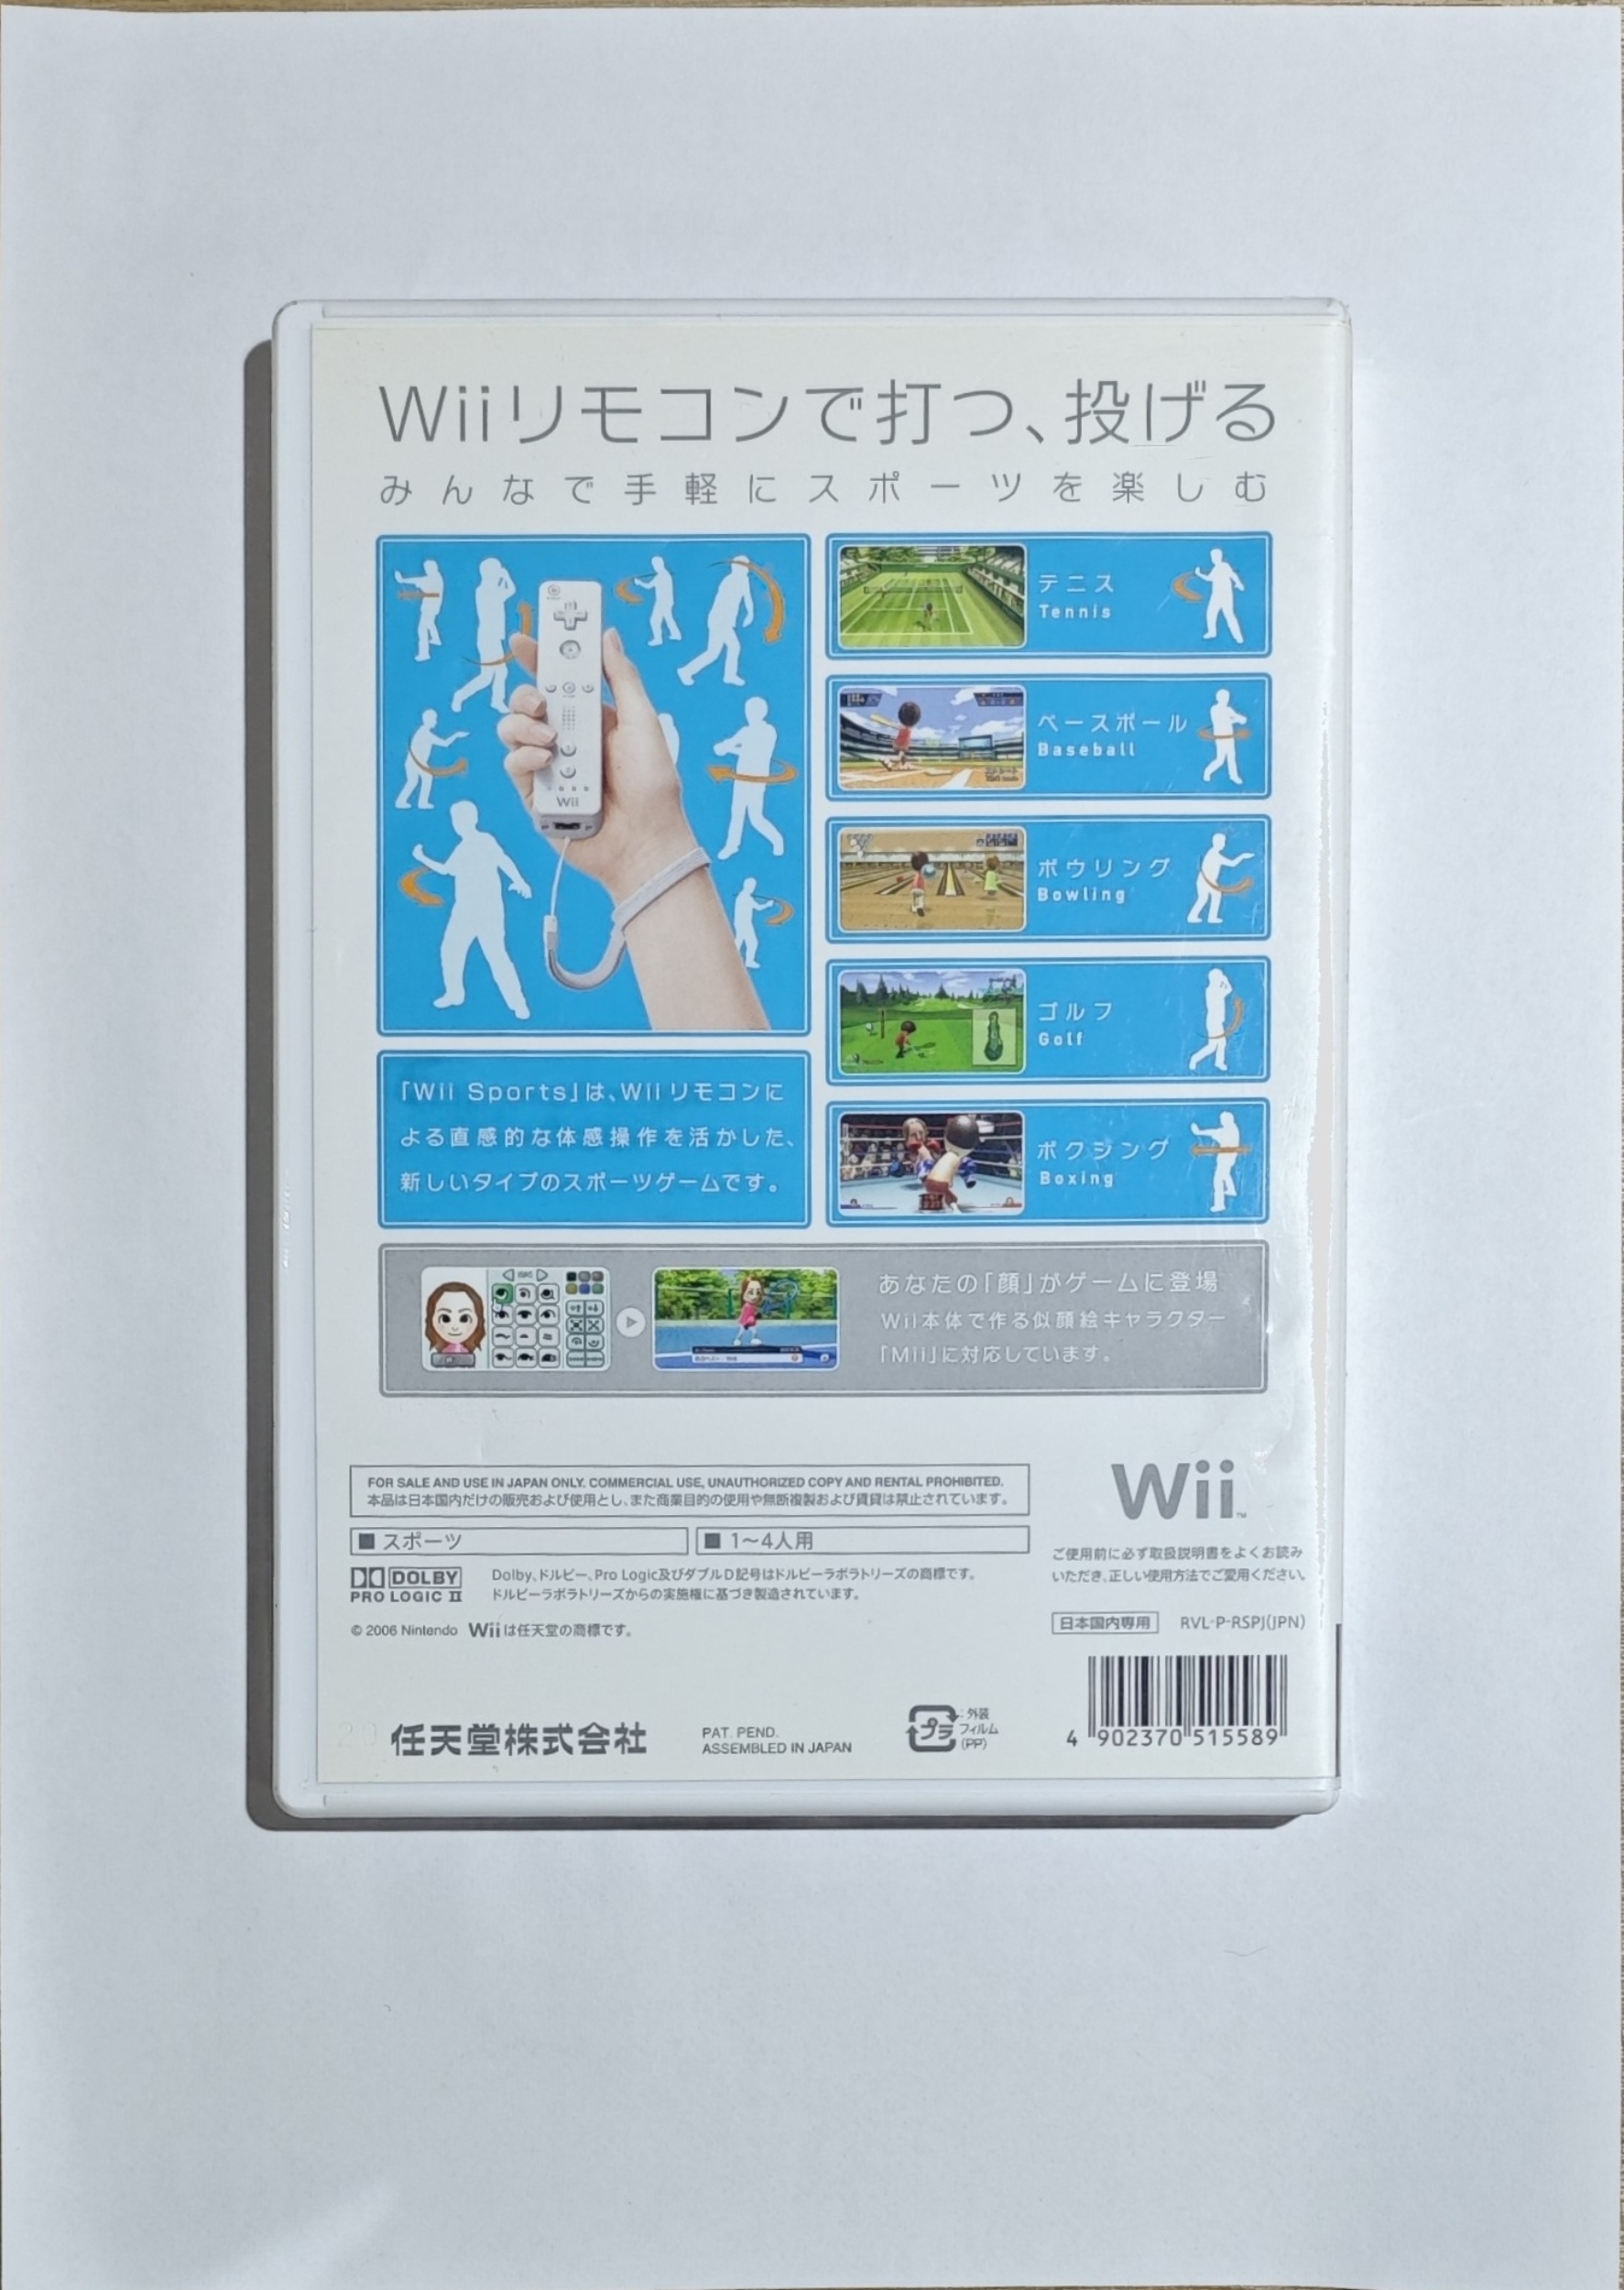 Wiiリモコンで打つ、投げる
みんなで手軽にスポーツを楽しむ
Wii
テニス
Tennis
ベースボール
Baseball
ボウリング
Bowling
ゴルフ
Golf
ボクシング
Boxing
「Wii Sports」は、Wiiリモコンに
よる直感的な体感操作を活かした、
新しいタイプのスポーツゲームです。
あなたの「顔」がゲームに登場
Wii本体で作る似顔絵キャラクター
「Mii」に対応しています。
FOR SALE AND USE IN JAPAN ONLY. COMMERCIAL USE, UNAUTHORIZED COPY AND RENTAL PROHIBITED.
本品は日本国内だけの販売および使用とし、また商業目的の使用や無断複製および賃貸は禁止されています。
■ スポーツ
■ 1〜4人用
DOLBY
PRO LOGIC II
Dolby、ドルビー、Pro Logic及びダブルD記号はドルビーラボラトリーズの商標です。
ドルビーラボラトリーズからの実施権に基づき製造されています。
© 2006 Nintendo Wiiは任天堂の商標です。
Wii™
ご使用前に必ず取扱説明書をよくお読み
いただき、正しい使用方法でご愛用ください。
日本国内専用 RVL-P-RSPJ(JPN)
任天堂株式会社
PAT. PEND.
ASSEMBLED IN JAPAN
プラ
:外装
フィルム
(PP)
4 902370 515589